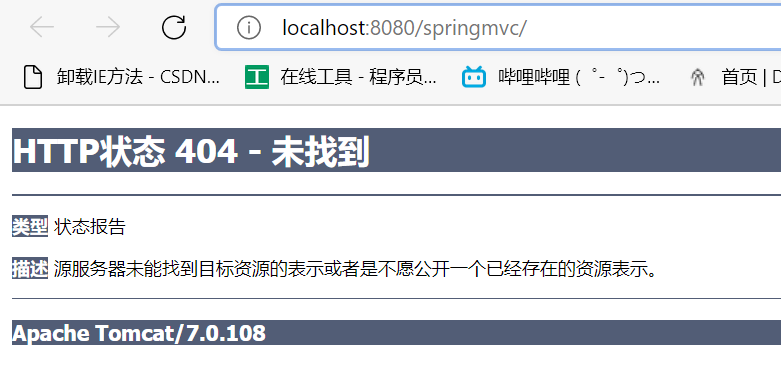 localhost:8080/springmvc/
卸载IE方法 - CSDN... 工 在线工具 - 程序员... 哔哩哔哩 (゜-゜)つ... 首页 | D
HTTP状态 404 - 未找到
类型 状态报告
描述 源服务器未能找到目标资源的表示或者是不愿公开一个已经存在的资源表示。
Apache Tomcat/7.0.108